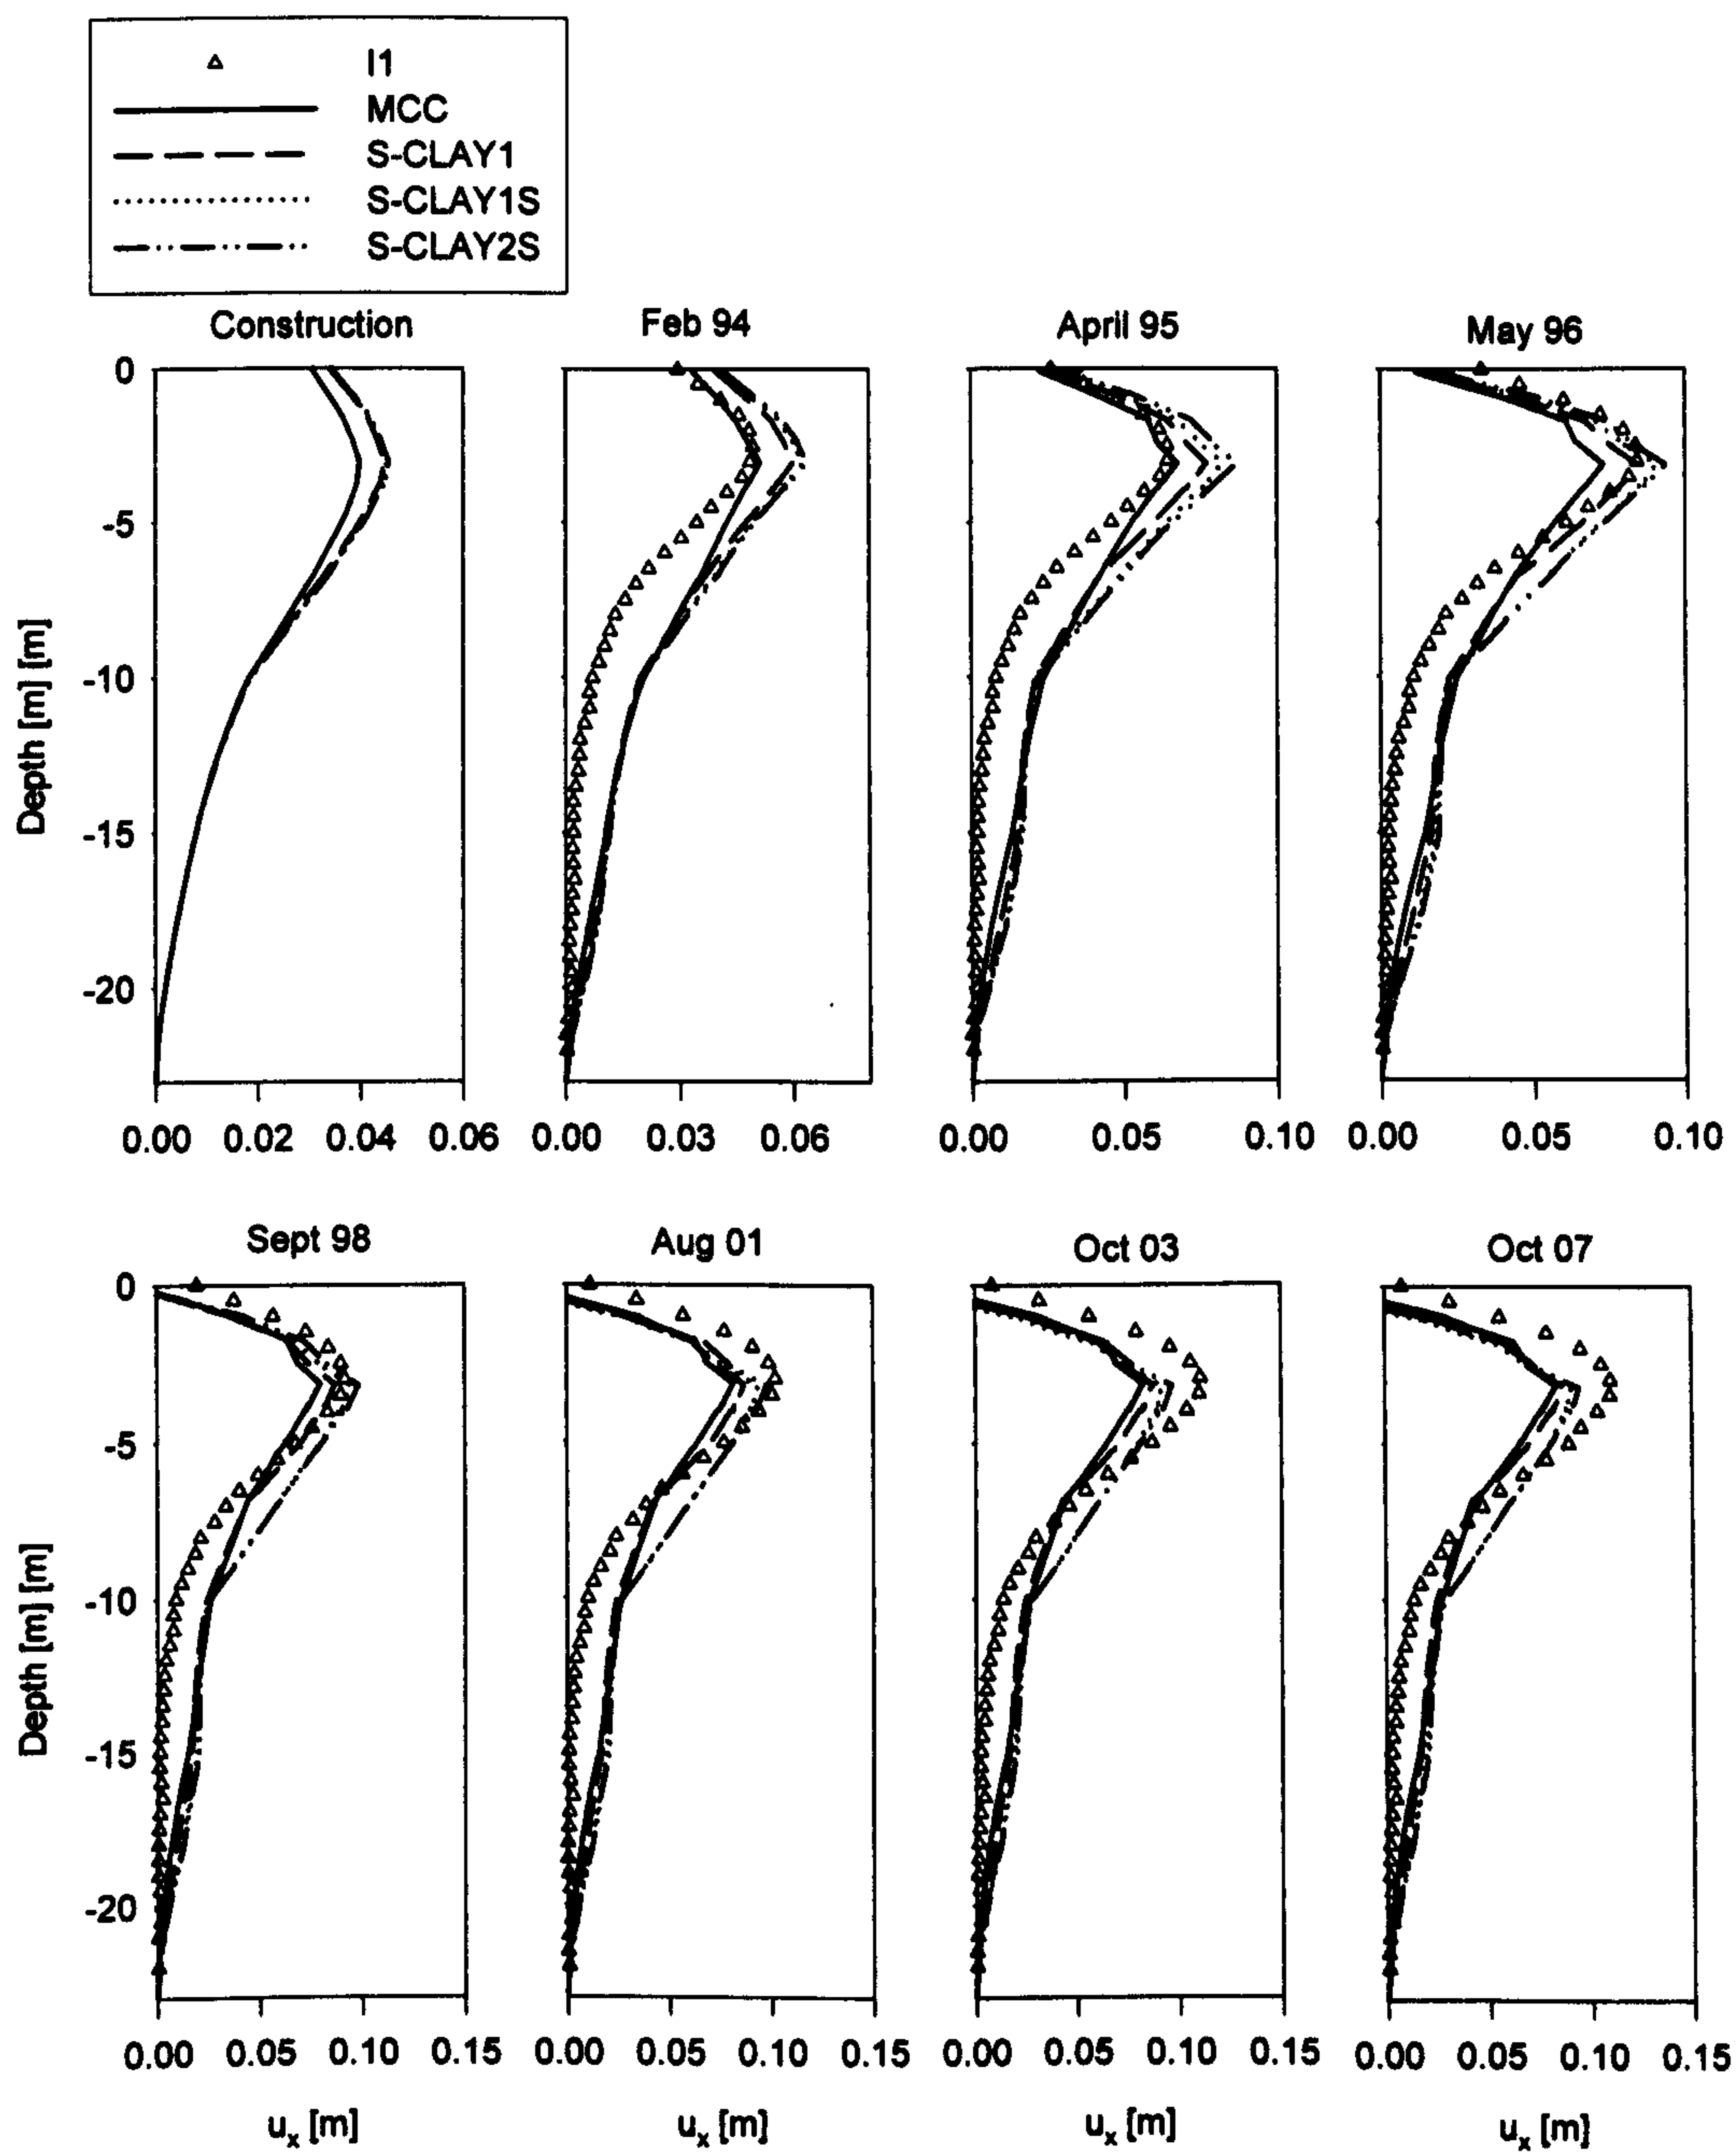 I1
MCC
S-CLAY1
S-CLAY1S
S-CLAY2S
Construction
Feb 94
April 95
May 96
Depth [m] [m]
0
-5
-10
-15
-20
0.00 0.02 0.04 0.06
0.00 0.03 0.06
0.00 0.05 0.10
0.00 0.05 0.10
Sept 98
Aug 01
Oct 03
Oct 07
Depth [m] [m]
0
-5
-10
-15
-20
0.00 0.05 0.10 0.15
0.00 0.05 0.10 0.15
0.00 0.05 0.10 0.15
0.00 0.05 0.10 0.15
ux [m]
ux [m]
ux [m]
ux [m]